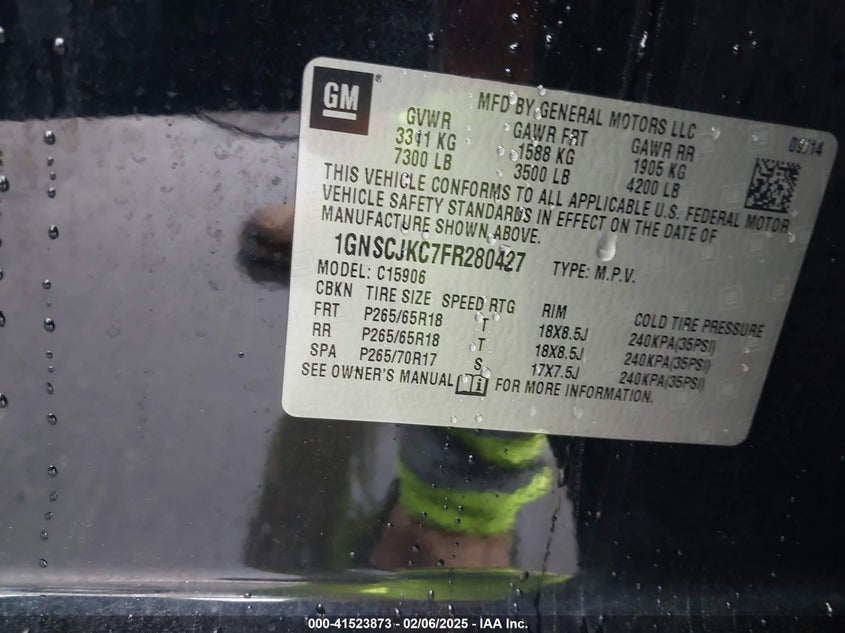 GM
MFD BY GENERAL MOTORS LLC
GVWR GAWR FRT GAWR RR
3311 KG 1588 KG 1905 KG
7300 LB 3500 LB 4200 LB
THIS VEHICLE CONFORMS TO ALL APPLICABLE U.S. FEDERAL MOTOR
VEHICLE SAFETY STANDARDS IN EFFECT ON THE DATE OF
MANUFACTURE SHOWN ABOVE.
1GNSCJKC7FR280427 TYPE: M.P.V.
MODEL: C15906
CBKN TIRE SIZE SPEED RTG RIM COLD TIRE PRESSURE
FRT P265/65R18 T 18X8.5J 240KPA(35PSI)
RR P265/65R18 T 18X8.5J 240KPA(35PSI)
SPA P265/70R17 S 17X7.5J 240KPA(35PSI)
SEE OWNER'S MANUAL FOR MORE INFORMATION.
000-41523873 - 02/06/2025 - IAA, Inc.